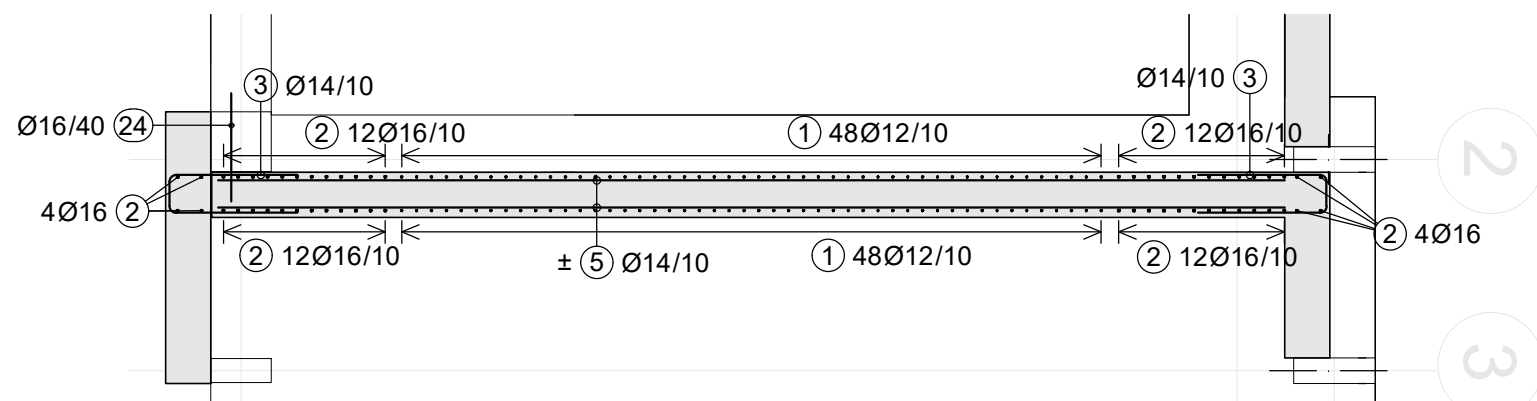 ③ Ø14/10
Ø14/10 ③
Ø16/40 ㉔
② 12Ø16/10
① 48Ø12/10
② 12Ø16/10
2
4Ø16 ②
② 4Ø16
② 12Ø16/10
± ⑤ Ø14/10
① 48Ø12/10
② 12Ø16/10
3